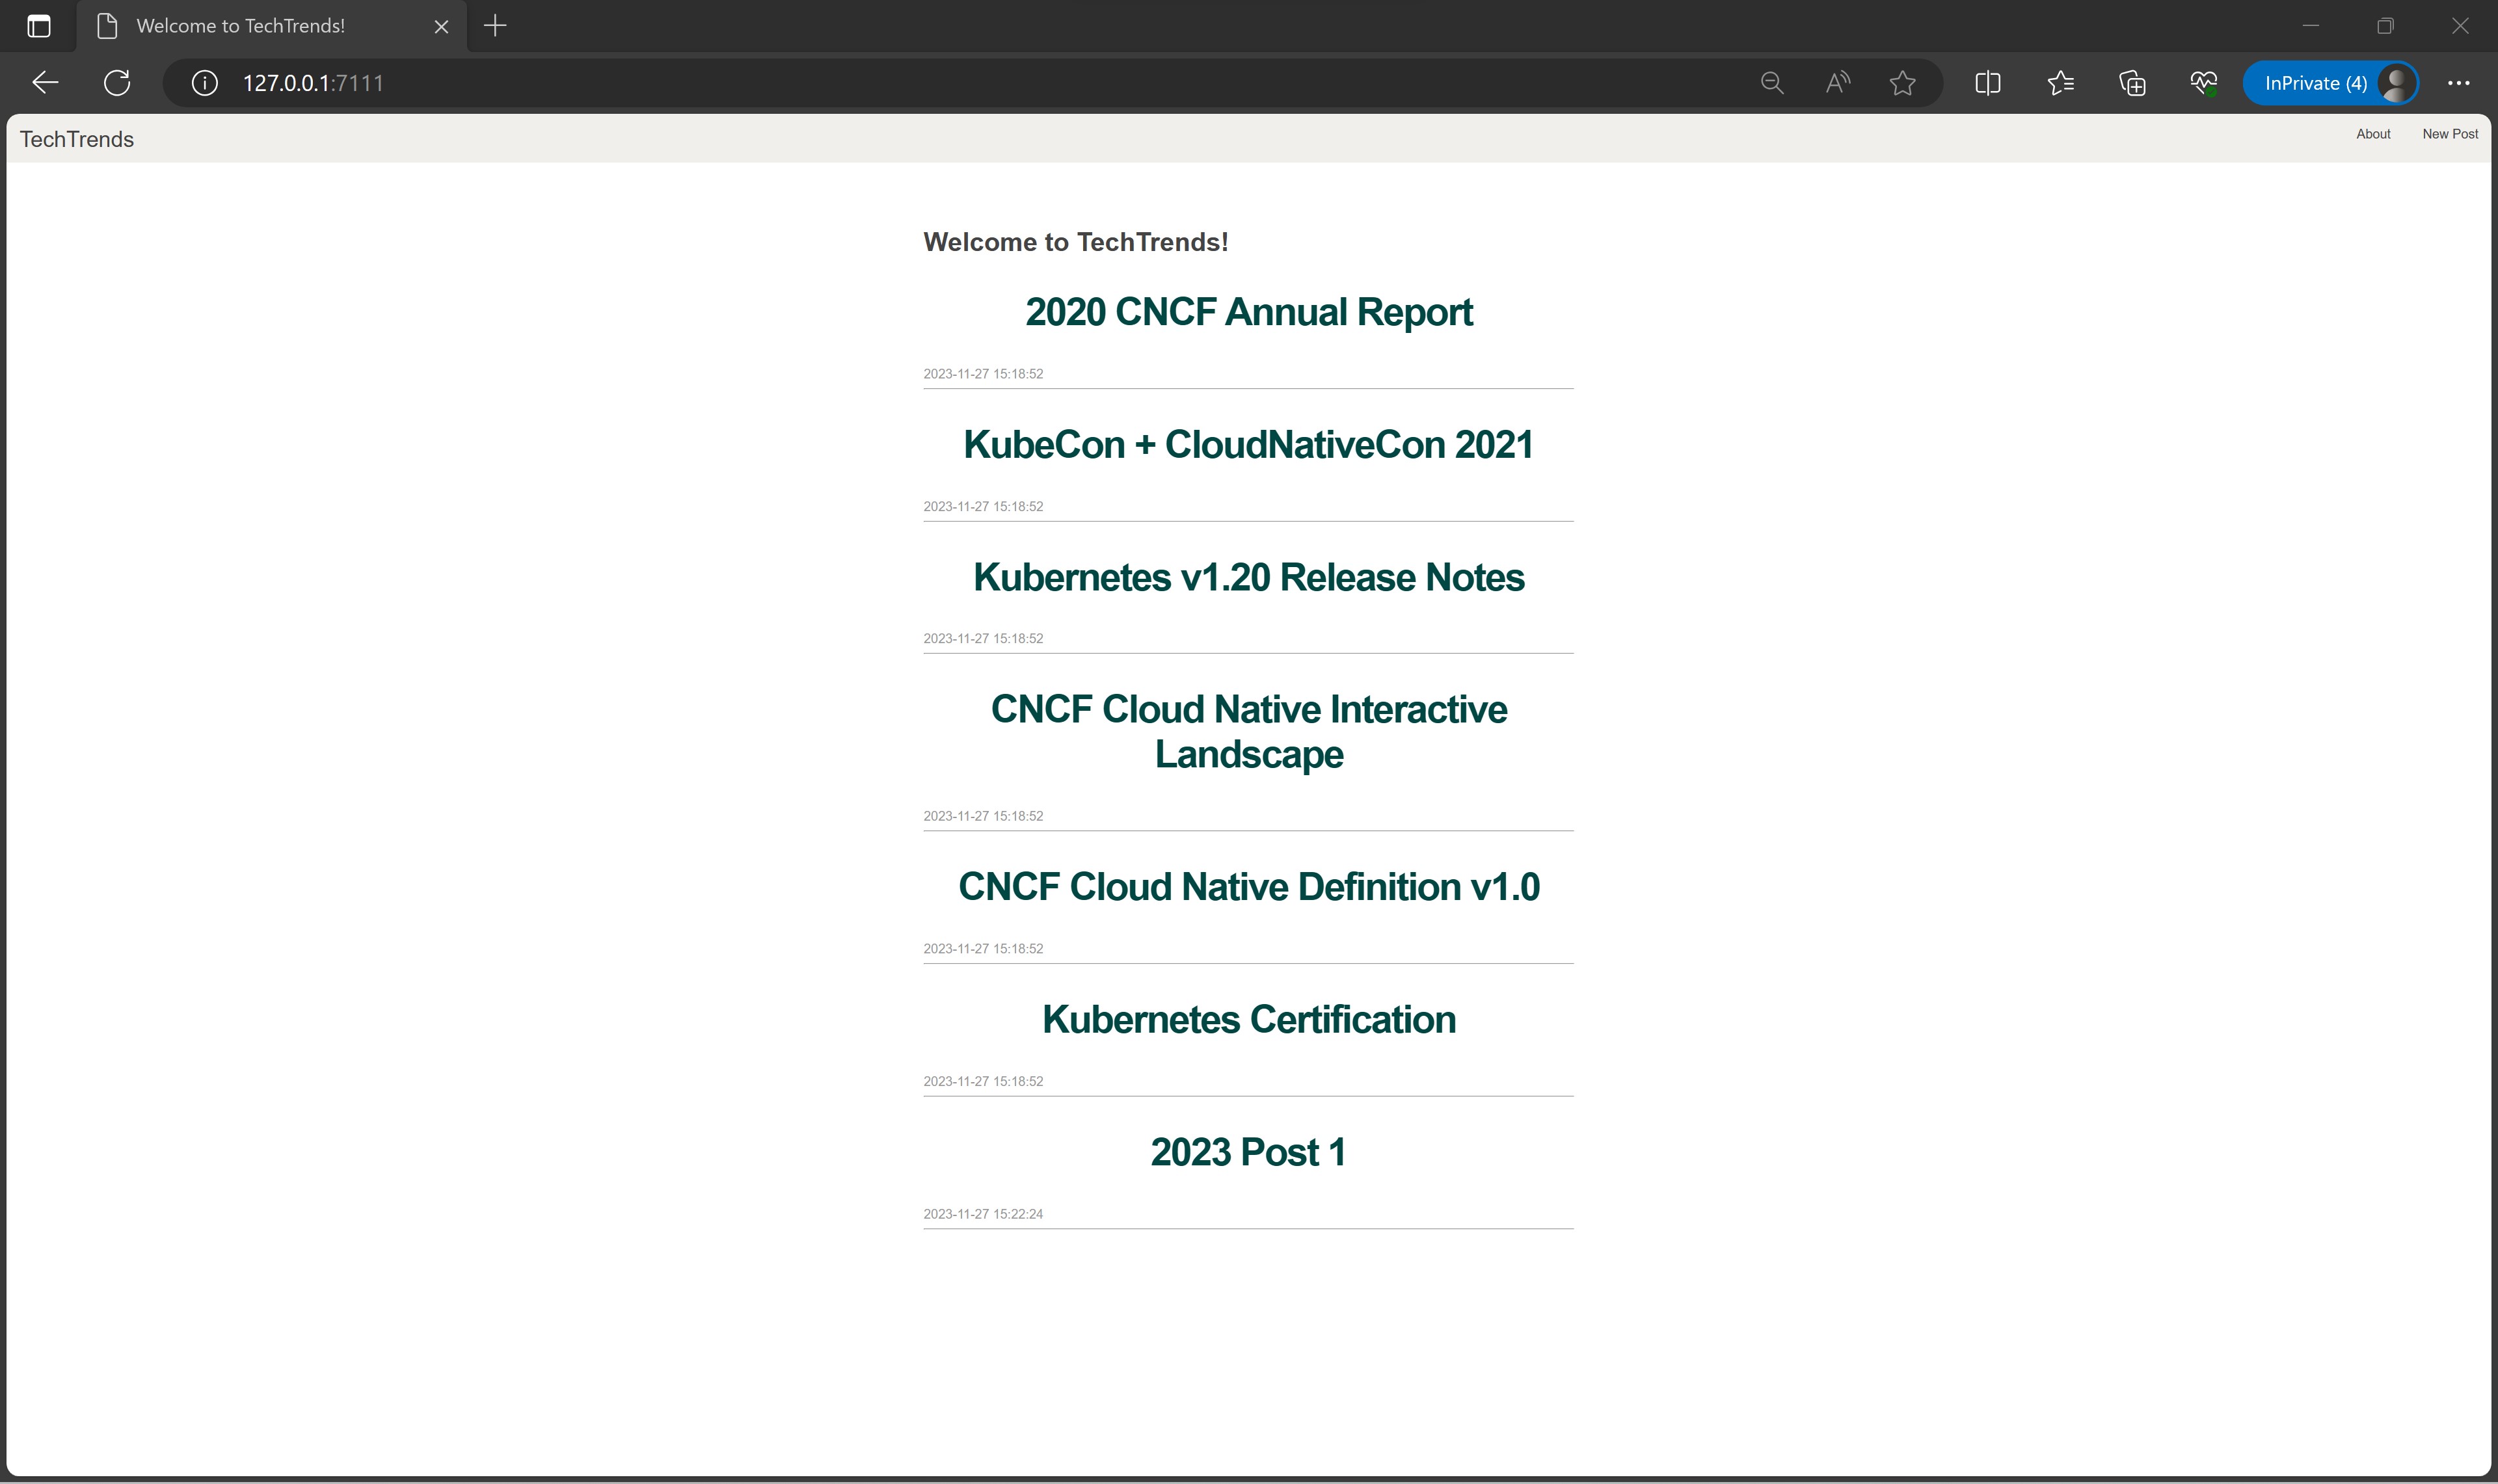 Welcome to TechTrends!
127.0.0.1:7111
InPrivate (4)
TechTrends
About
New Post
Welcome to TechTrends!
2020 CNCF Annual Report
2023-11-27 15:18:52
KubeCon + CloudNativeCon 2021
2023-11-27 15:18:52
Kubernetes v1.20 Release Notes
2023-11-27 15:18:52
CNCF Cloud Native Interactive
Landscape
2023-11-27 15:18:52
CNCF Cloud Native Definition v1.0
2023-11-27 15:18:52
Kubernetes Certification
2023-11-27 15:18:52
2023 Post 1
2023-11-27 15:22:24